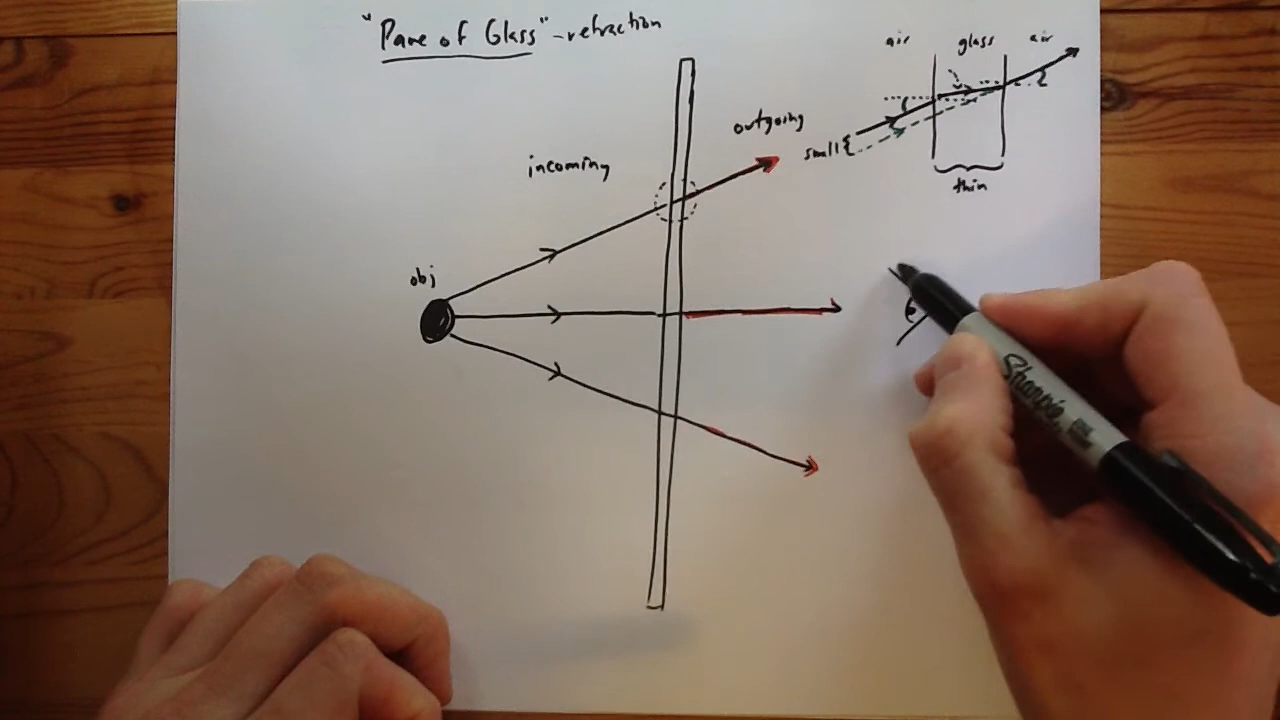 "Pane of Glass" - refraction
air glass air
outgoing
incoming
small
thin
obj
Sharpie